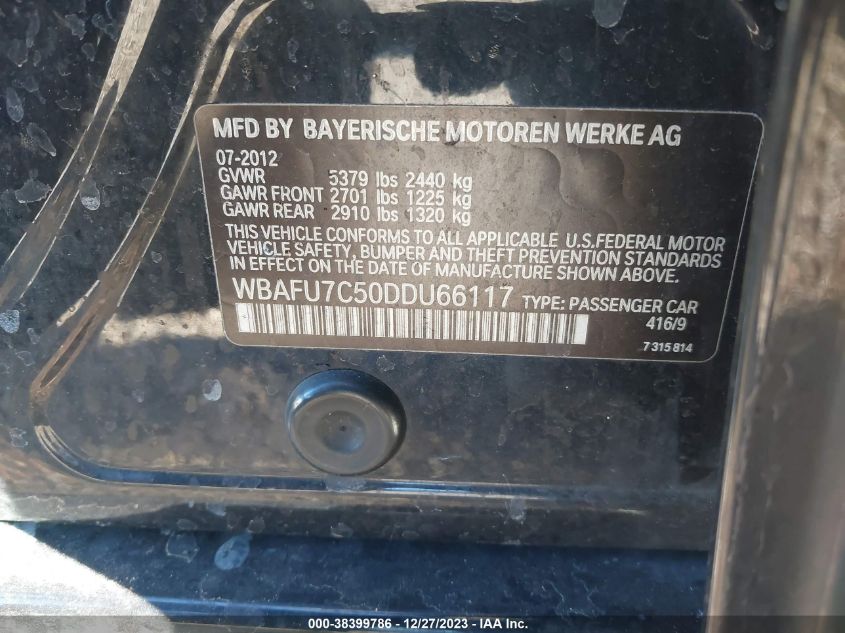 MFD BY BAYERISCHE MOTOREN WERKE AG
07-2012
GVWR 5379 lbs 2440 kg
GAWR FRONT 2701 lbs 1225 kg
GAWR REAR 2910 lbs 1320 kg
THIS VEHICLE CONFORMS TO ALL APPLICABLE U.S.FEDERAL MOTOR
VEHICLE SAFETY, BUMPER AND THEFT PREVENTION STANDARDS
IN EFFECT ON THE DATE OF MANUFACTURE SHOWN ABOVE.
WBAFU7C50DDU66117 TYPE: PASSENGER CAR
416/9
7 315 814
000-38399786 - 12/27/2023 - IAA Inc.